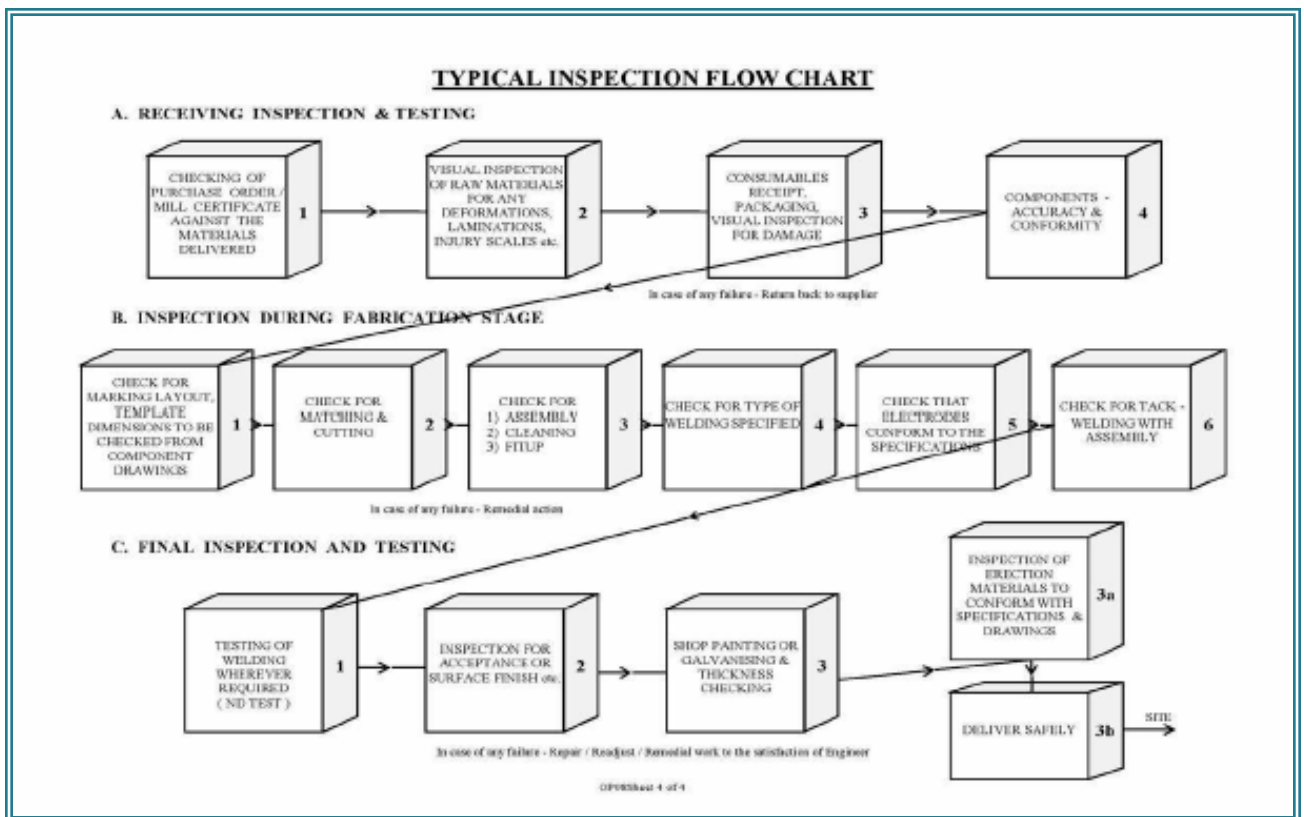 TYPICAL INSPECTION FLOW CHART
A. RECEIVING INSPECTION & TESTING
CHECKING OF
PURCHASE ORDER /
MILL CERTIFICATE
AGAINST THE
MATERIALS
DELIVERED
1
VISUAL INSPECTION
OF RAW MATERIALS
FOR ANY
DEFORMATIONS,
LAMINATIONS,
INJURY SCALES etc.
2
CONSUMABLES
RECEIPT,
PACKAGING,
VISUAL INSPECTION
FOR DAMAGE
3
COMPONENTS -
ACCURACY &
CONFORMITY
4
In case of any failure - Return back to supplier
B. INSPECTION DURING FABRICATION STAGE
CHECK FOR
MARKING LAYOUT,
TEMPLATE
DIMENSIONS TO BE
CHECKED FROM
COMPONENT
DRAWINGS
1
CHECK FOR
MATCHING &
CUTTING
2
CHECK FOR
1) ASSEMBLY
2) CLEANING
3) FITUP
3
CHECK FOR TYPE OF
WELDING SPECIFIED
4
CHECK THAT
ELECTRODES
CONFORM TO THE
SPECIFICATIONS
5
CHECK FOR TACK -
WELDING WITH
ASSEMBLY
6
In case of any failure - Remedial action
C. FINAL INSPECTION AND TESTING
TESTING OF
WELDING
WHEREVER
REQUIRED
( ND TEST )
1
INSPECTION FOR
ACCEPTANCE OR
SURFACE FINISH etc.
2
SHOP PAINTING OR
GALVANISING &
THICKNESS
CHECKING
3
INSPECTION OF
ERECTION
MATERIALS TO
CONFORM WITH
SPECIFICATIONS &
DRAWINGS
3a
DELIVER SAFELY
3b
SITE
In case of any failure - Repair / Readjust / Remedial work to the satisfaction of Engineer
OP08Sheet 4 of 4